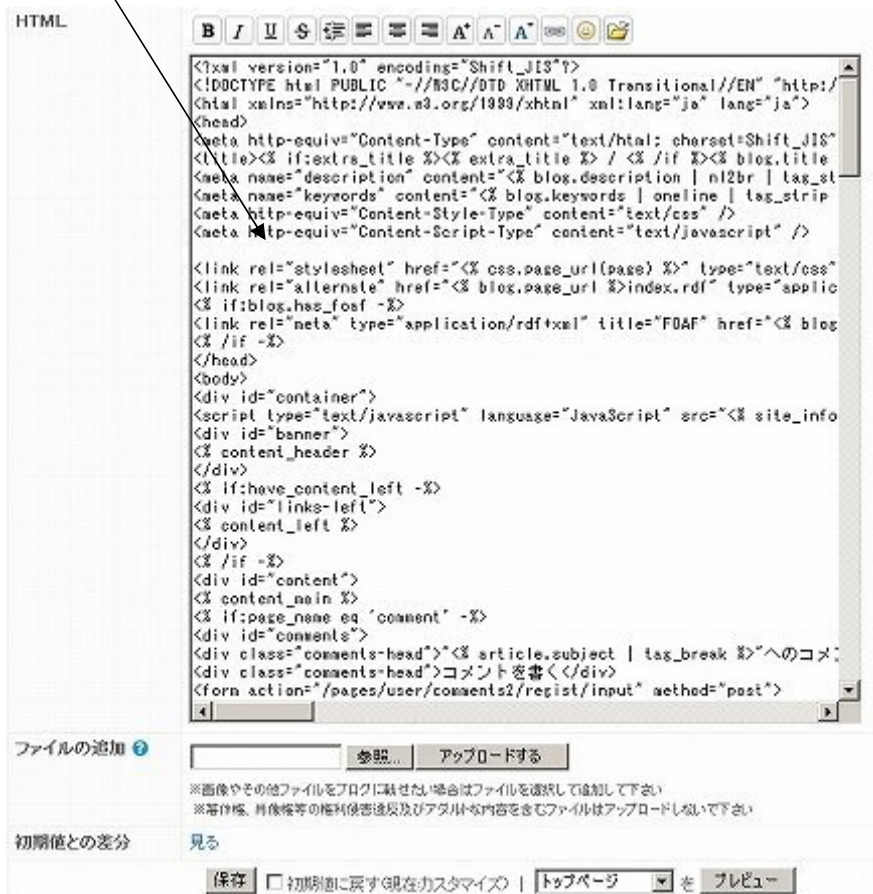 HTML
B I U S A+ A- A
<?xml version="1.0" encoding="Shift_JIS"?>
<!DOCTYPE html PUBLIC "-//W3C//DTD XHTML 1.0 Transitional//EN" "http:/
<html xmlns="http://www.w3.org/1999/xhtml" xml:lang="ja" lang="ja">
<head>
<meta http-equiv="Content-Type" content="text/html; charset=Shift_JIS"
<title><% if:extra_title %><% extra_title %> / <% /if %><% blog.title
<meta name="description" content="<% blog.description | nl2br | tag_st
<meta name="keywords" content="<% blog.keywords | oneline | tag_strip
<meta http-equiv="Content-Style-Type" content="text/css" />
<meta http-equiv="Content-Script-Type" content="text/javascript" />
<link rel="stylesheet" href="<% css.page_url(page) %>" type="text/css"
<link rel="alternate" href="<% blog.page_url %>index.rdf" type="applic
<% if:blog.has_foaf -%>
<link rel="meta" type="application/rdf+xml" title="FOAF" href="<% blog
<% /if -%>
</head>
<body>
<div id="container">
<script type="text/javascript" language="JavaScript" src="<% site_info
<div id="banner">
<% content_header %>
</div>
<% if:have_content_left -%>
<div id="links-left">
<% content_left %>
</div>
<% /if -%>
<div id="content">
<% content_main %>
<% if:page_name eq 'comment' -%>
<div id="comments">
<div class="comments-head">"<% article.subject | tag_break %>"へのコメ
<div class="comments-head">コメントを書く</div>
<form action="/pages/user/comments2/regist/input" method="post">
ファイルの追加 ?
参照... アップロードする
※画像やその他ファイルをブログに載せたい場合はファイルを選択して追加して下さい
※著作権、肖像権等の権利侵害違反及びアダルトな内容を含むファイルはアップロードしないで下さい
初期値との差分 見る
保存 初期値に戻す(現在:カスタマイズ) | トップページ を プレビュー